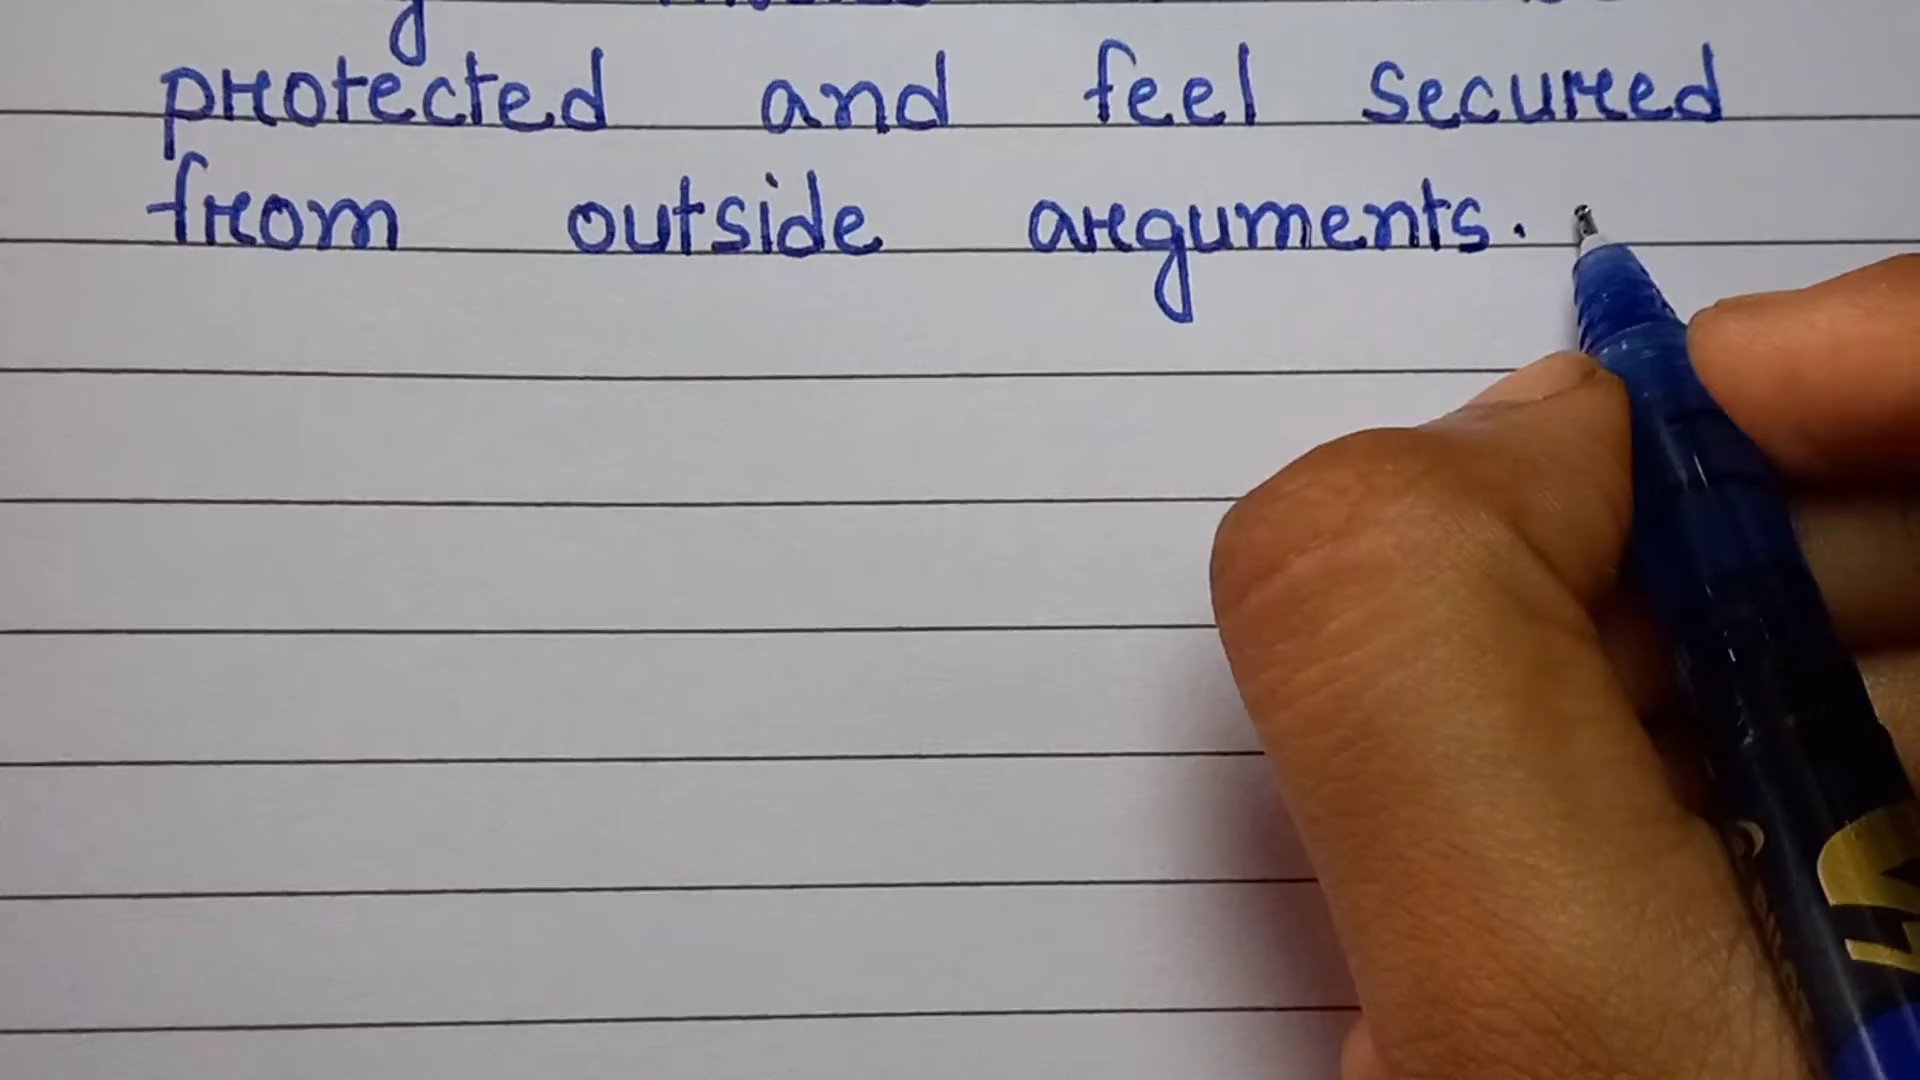 protected and feel secured
from outside arguments.